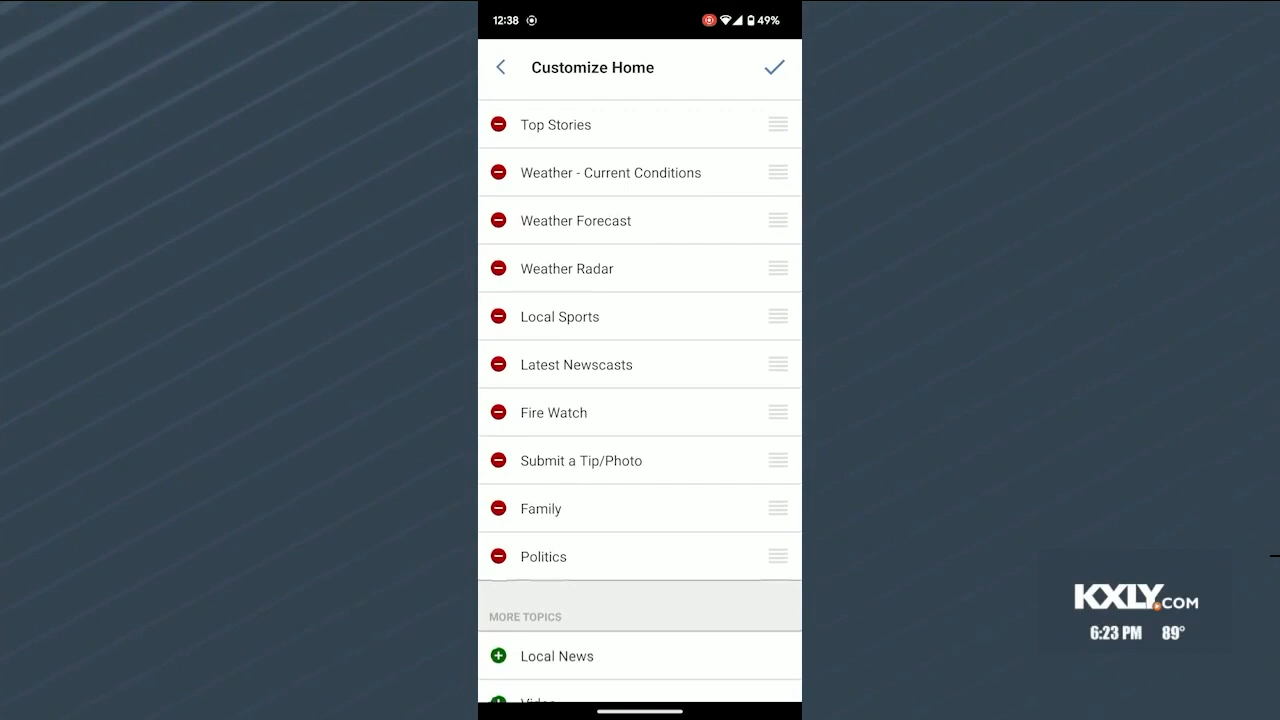 12:38
49%
Customize Home
Top Stories
Weather - Current Conditions
Weather Forecast
Weather Radar
Local Sports
Latest Newscasts
Fire Watch
Submit a Tip/Photo
Family
Politics
MORE TOPICS
Local News
KXLY.COM
6:23 PM 89°